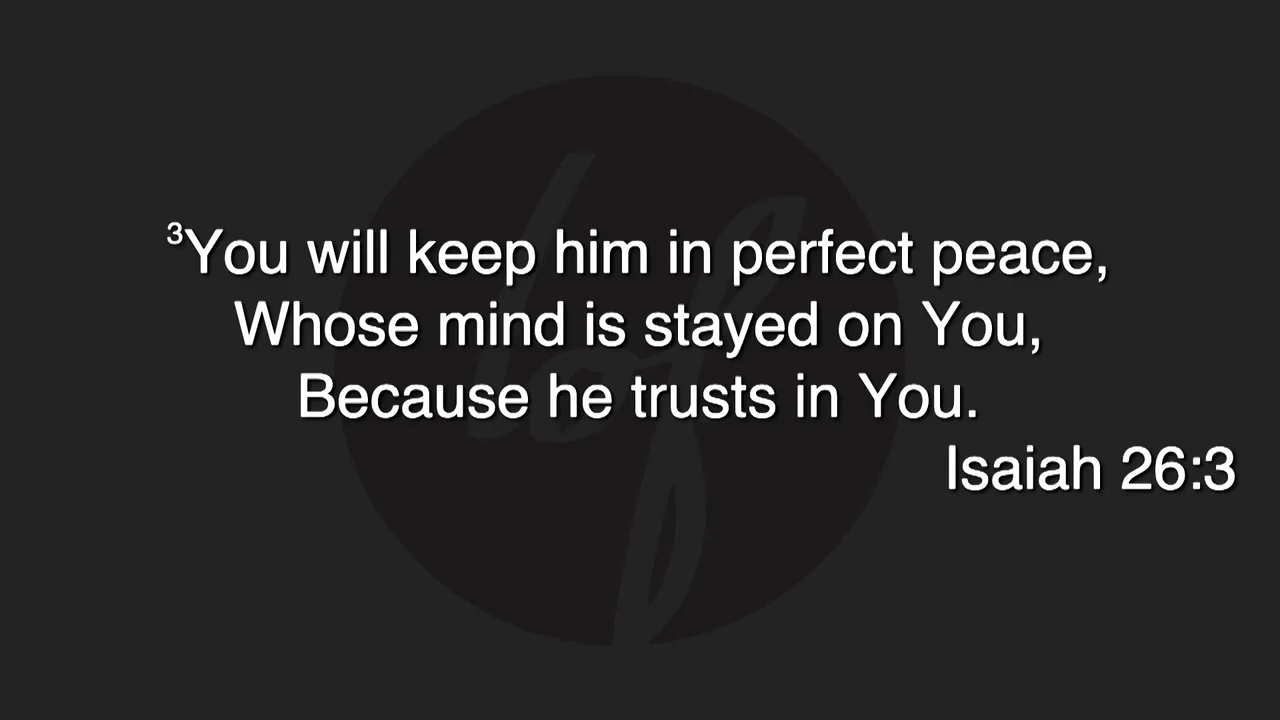 ³You will keep him in perfect peace,
Whose mind is stayed on You,
Because he trusts in You.
Isaiah 26:3
lof